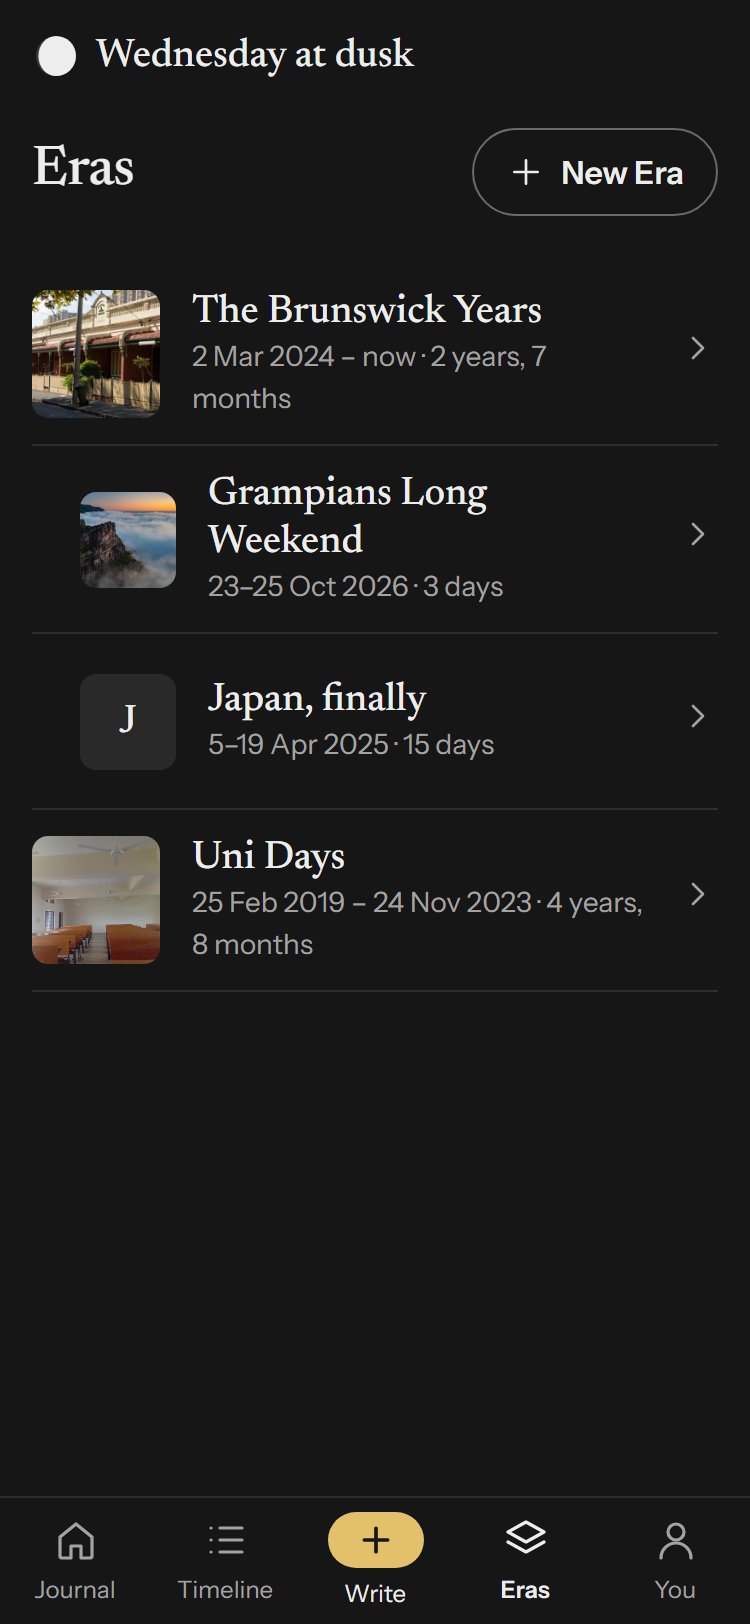 Wednesday at dusk
Eras
New Era
The Brunswick Years
2 Mar 2024 – now · 2 years, 7
months
Grampians Long
Weekend
23–25 Oct 2026 · 3 days
J
Japan, finally
5–19 Apr 2025 · 15 days
Uni Days
25 Feb 2019 – 24 Nov 2023 · 4 years,
8 months
Journal
Timeline
Write
Eras
You